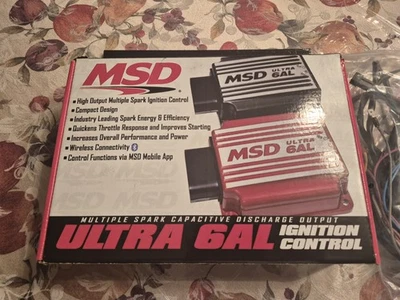 MSD
• High Output Multiple Spark Ignition Control
• Compact Design
• Industry Leading Spark Energy & Efficiency
• Quickens Throttle Response and Improves Starting
• Increases Overall Performance and Power
• Wireless Connectivity
• Control Functions via MSD Mobile App
MSD ULTRA 6AL
MSD ULTRA 6AL
MULTIPLE SPARK CAPACITIVE DISCHARGE OUTPUT
ULTRA 6AL IGNITION CONTROL